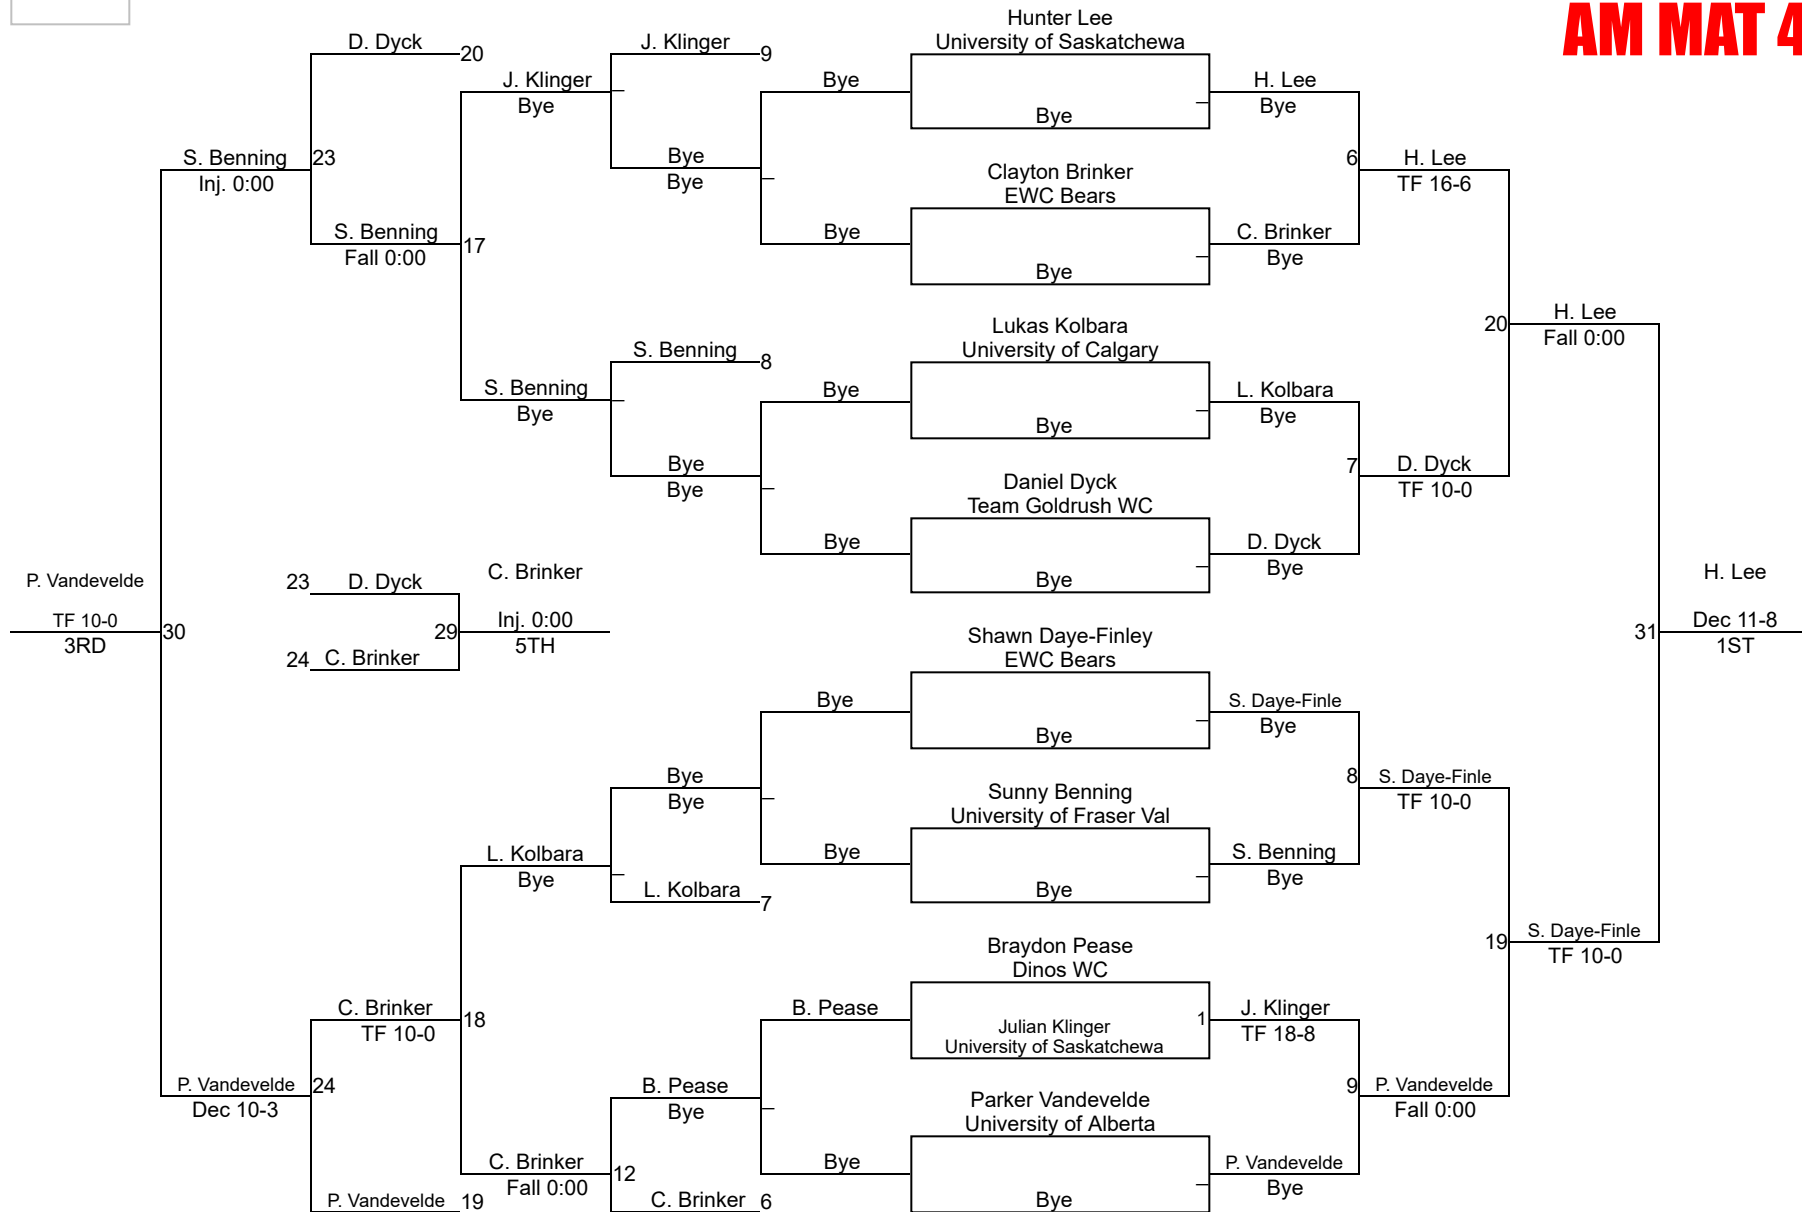 AM MAT 4
Hunter Lee
University of Saskatchewa
D. Dyck
20
J. Klinger
9
J. Klinger
Bye
Bye
Bye
H. Lee
Bye
S. Benning
23
Inj. 0:00
Bye
Bye
Clayton Brinker
EWC Bears
6
H. Lee
TF 16-6
S. Benning
17
Fall 0:00
Bye
Bye
C. Brinker
Bye
Lukas Kolbara
University of Calgary
20
H. Lee
Fall 0:00
S. Benning
8
S. Benning
Bye
Bye
Bye
L. Kolbara
Bye
Bye
Bye
Daniel Dyck
Team Goldrush WC
7
D. Dyck
TF 10-0
Bye
Bye
D. Dyck
Bye
P. Vandevelde
TF 10-0
3RD
30
23
D. Dyck
24
C. Brinker
29
C. Brinker
Inj. 0:00
5TH
31
H. Lee
Dec 11-8
1ST
Shawn Daye-Finley
EWC Bears
Bye
Bye
S. Daye-Finle
Bye
Bye
Bye
Sunny Benning
University of Fraser Val
8
S. Daye-Finle
TF 10-0
L. Kolbara
Bye
Bye
Bye
S. Benning
Bye
L. Kolbara
7
Braydon Pease
Dinos WC
19
S. Daye-Finle
TF 10-0
C. Brinker
18
TF 10-0
B. Pease
Julian Klinger
University of Saskatchewa
1
J. Klinger
TF 18-8
P. Vandevelde
24
Dec 10-3
B. Pease
Bye
Parker Vandevelde
University of Alberta
9
P. Vandevelde
Fall 0:00
C. Brinker
12
Fall 0:00
Bye
Bye
P. Vandevelde
Bye
P. Vandevelde
19
C. Brinker
6